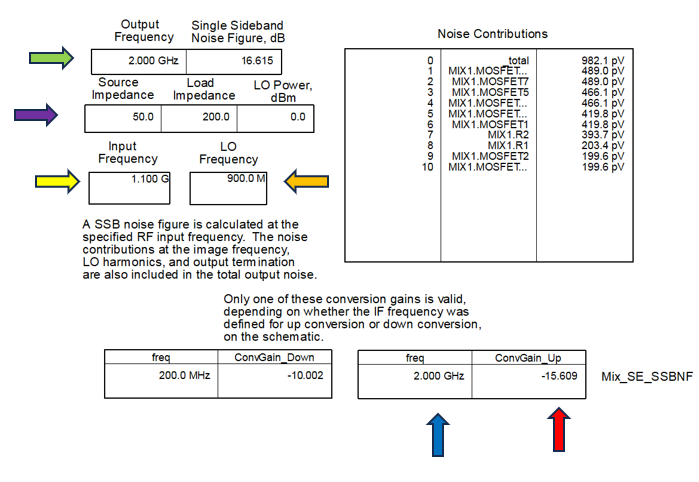 Output Frequency
Single Sideband Noise Figure, dB
2.000 GHz 16.615
Source Impedance
Load Impedance
LO Power, dBm
50.0 200.0 0.0
Input Frequency
LO Frequency
1.100 G
900.0 M
A SSB noise figure is calculated at the
specified RF input frequency. The noise
contributions at the image frequency,
LO harmonics, and output termination
are also included in the total output noise.
Noise Contributions
0 _total 982.1 pV
1 MIX1.MOSFET... 489.0 pV
2 MIX1.MOSFET7 489.0 pV
3 MIX1.MOSFET5 466.1 pV
4 MIX1.MOSFET... 466.1 pV
5 MIX1.MOSFET... 419.8 pV
6 MIX1.MOSFET1 419.8 pV
7 MIX1.R2 393.7 pV
8 MIX1.R1 203.4 pV
9 MIX1.MOSFET2 199.6 pV
10 MIX1.MOSFET... 199.6 pV
Only one of these conversion gains is valid,
depending on whether the IF frequency was
defined for up conversion or down conversion,
on the schematic.
freq ConvGain_Down
200.0 MHz -10.002
freq ConvGain_Up
2.000 GHz -15.609
Mix_SE_SSBNF